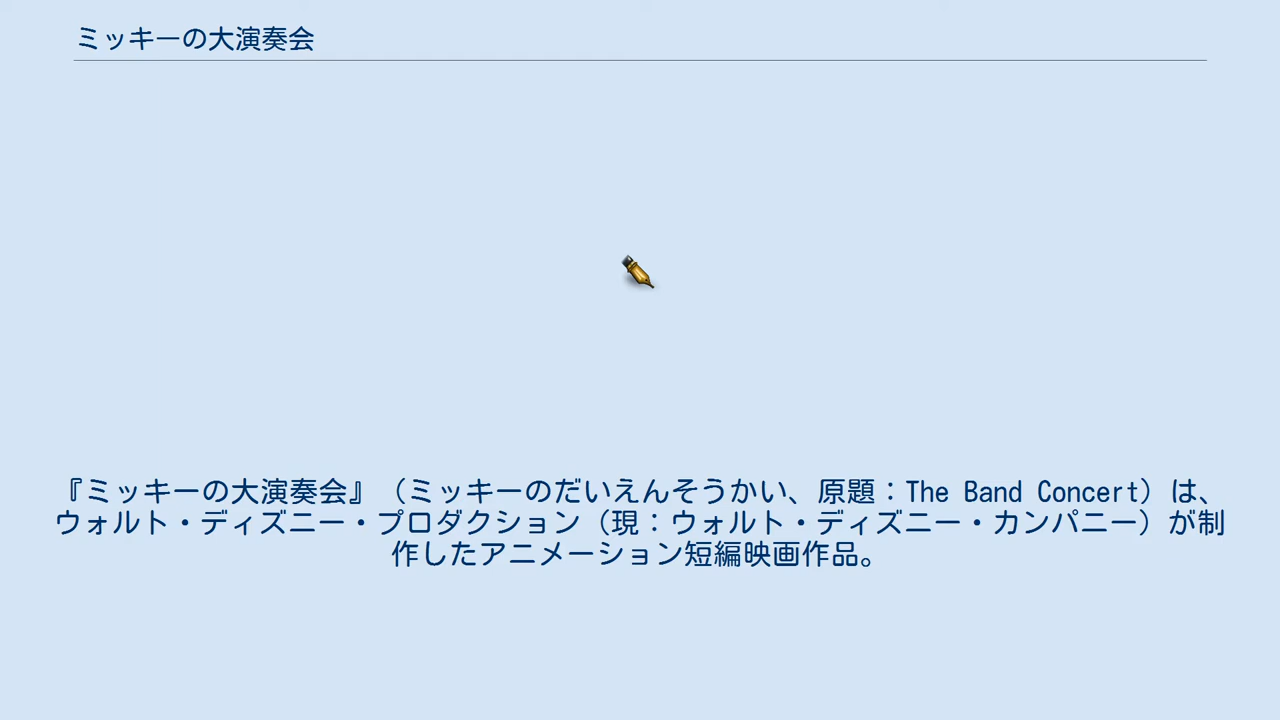 ミッキーの大演奏会
『ミッキーの大演奏会』（ミッキーのだいえんそうかい、原題：The Band Concert）は、
ウォルト・ディズニー・プロダクション（現：ウォルト・ディズニー・カンパニー）が制
作したアニメーション短編映画作品。